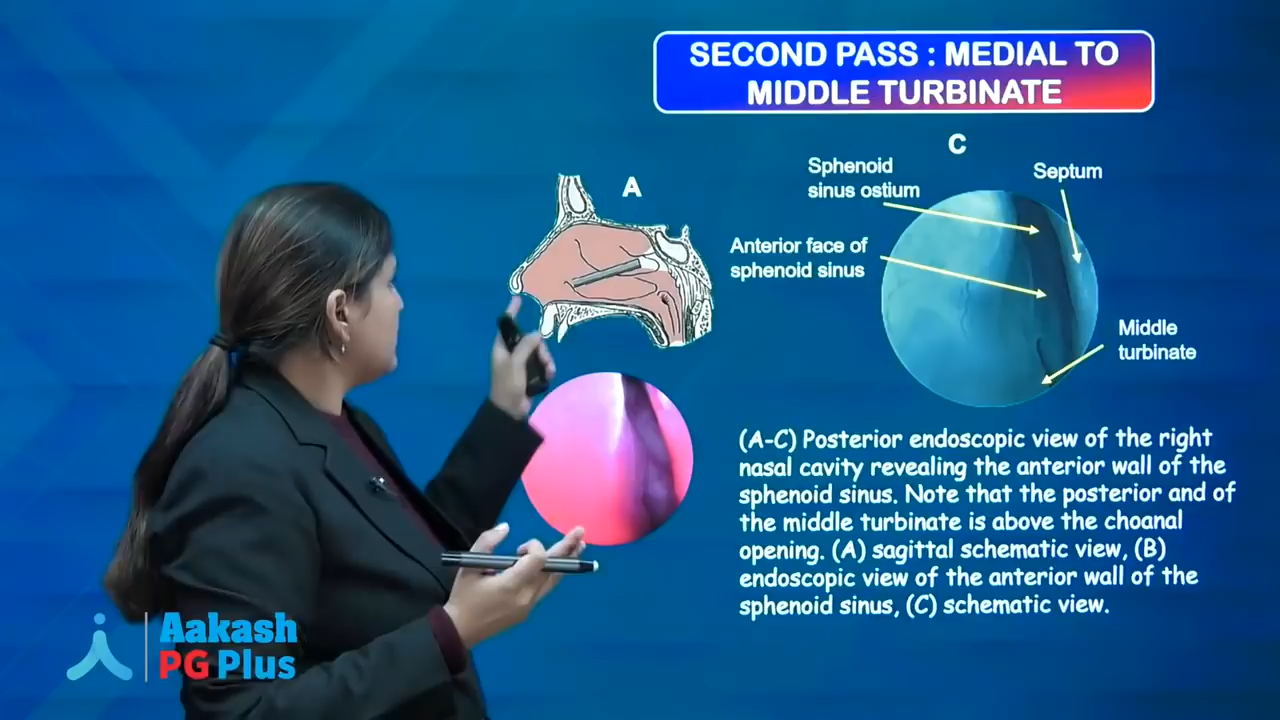 SECOND PASS : MEDIAL TO
MIDDLE TURBINATE
A
C
Sphenoid
sinus ostium
Septum
Anterior face of
sphenoid sinus
Middle
turbinate
(A-C) Posterior endoscopic view of the right
nasal cavity revealing the anterior wall of the
sphenoid sinus. Note that the posterior and of
the middle turbinate is above the choanal
opening. (A) sagittal schematic view, (B)
endoscopic view of the anterior wall of the
sphenoid sinus, (C) schematic view.
Aakash
PG Plus